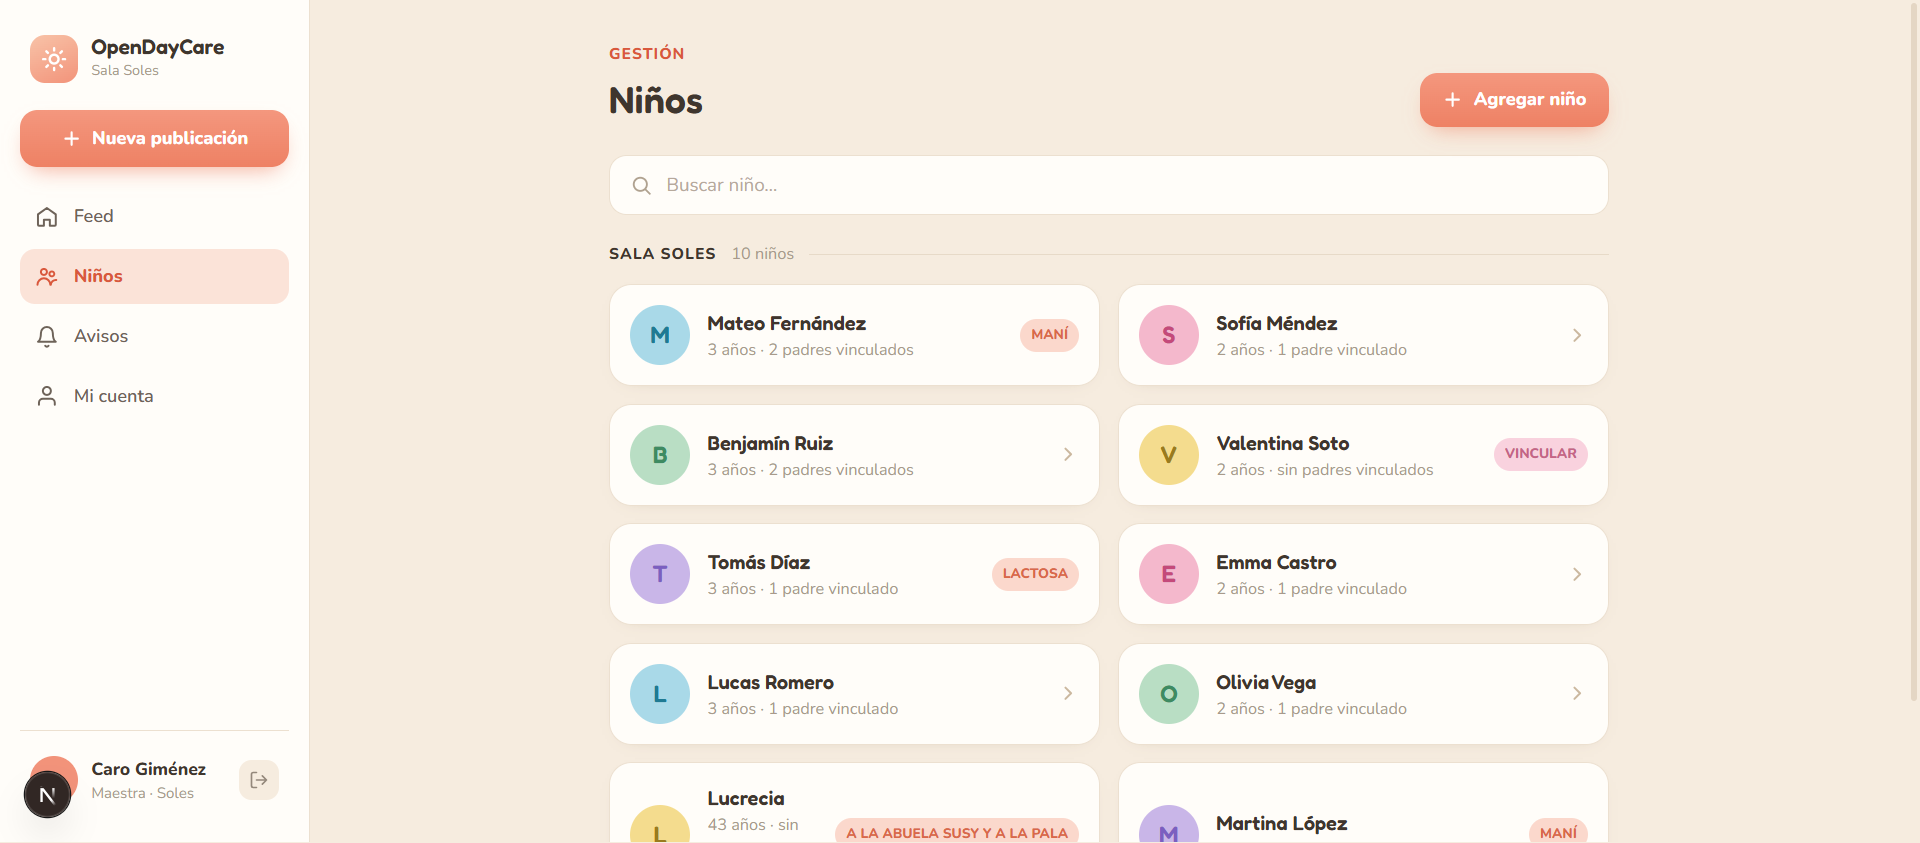 OpenDayCare
Sala Soles
Nueva publicación
Feed
Niños
Avisos
Mi cuenta
Caro Giménez
Maestra · Soles
N
GESTIÓN
Niños
Agregar niño
Buscar niño...
SALA SOLES 10 niños
M
Mateo Fernández
3 años · 2 padres vinculados
MANÍ
S
Sofía Méndez
2 años · 1 padre vinculado
B
Benjamín Ruiz
3 años · 2 padres vinculados
V
Valentina Soto
2 años · sin padres vinculados
VINCULAR
T
Tomás Díaz
3 años · 1 padre vinculado
LACTOSA
E
Emma Castro
2 años · 1 padre vinculado
L
Lucas Romero
3 años · 1 padre vinculado
O
Olivia Vega
2 años · 1 padre vinculado
L
Lucrecia
43 años · sin
A LA ABUELA SUSY Y A LA PALA
M
Martina López
MANÍ